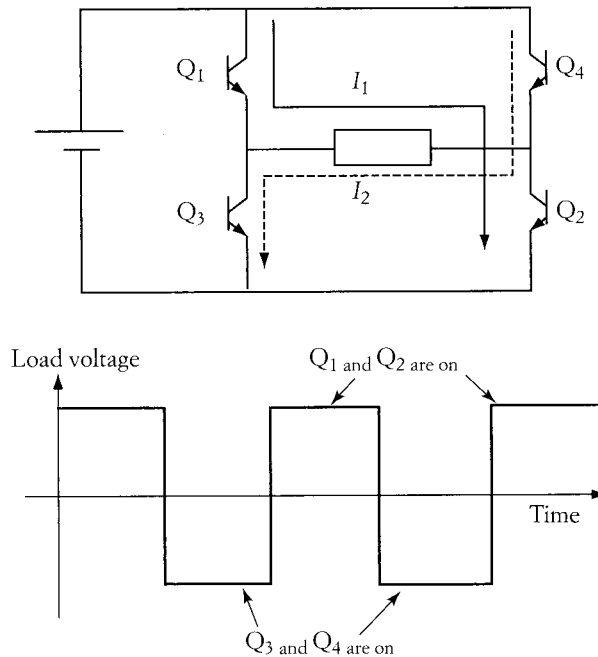 Q1
Q4
I1
I2
Q3
Q2
Load voltage
Q1 and Q2 are on
Time
Q3 and Q4 are on